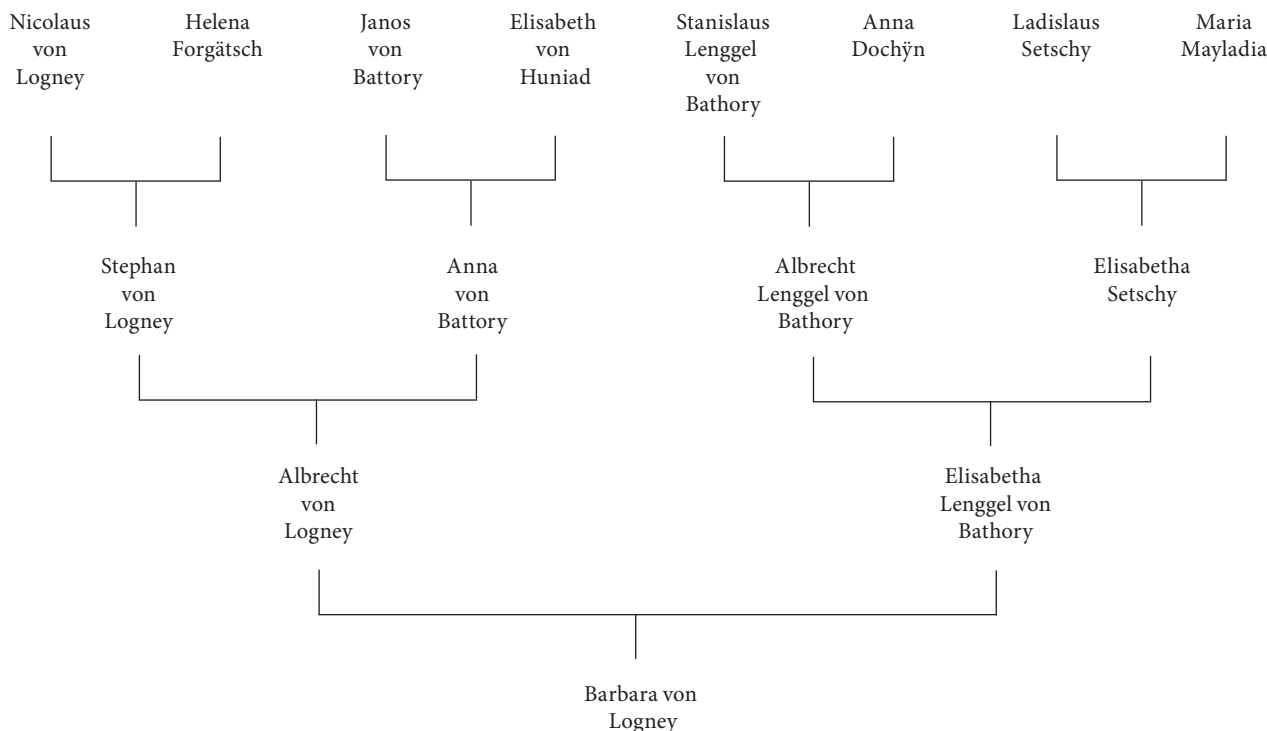 Nicolaus
von
Logney
Helena
Forgätsch
Janos
von
Battory
Elisabeth
von
Huniad
Stanislaus
Lenggel
von
Bathory
Anna
Dochÿn
Ladislaus
Setschy
Maria
Mayladia
Stephan
von
Logney
Anna
von
Battory
Albrecht
Lenggel von
Bathory
Elisabetha
Setschy
Albrecht
von
Logney
Elisabetha
Lenggel von
Bathory
Barbara von
Logney